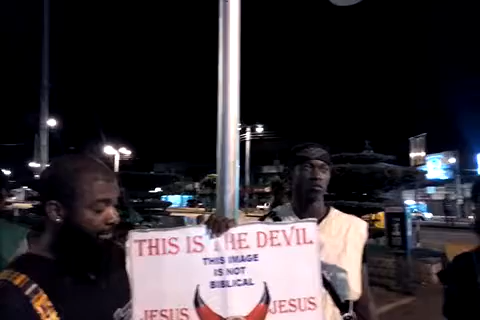 THIS IS THE DEVIL
THIS IMAGE
IS NOT
BIBLICAL
JESUS JESUS